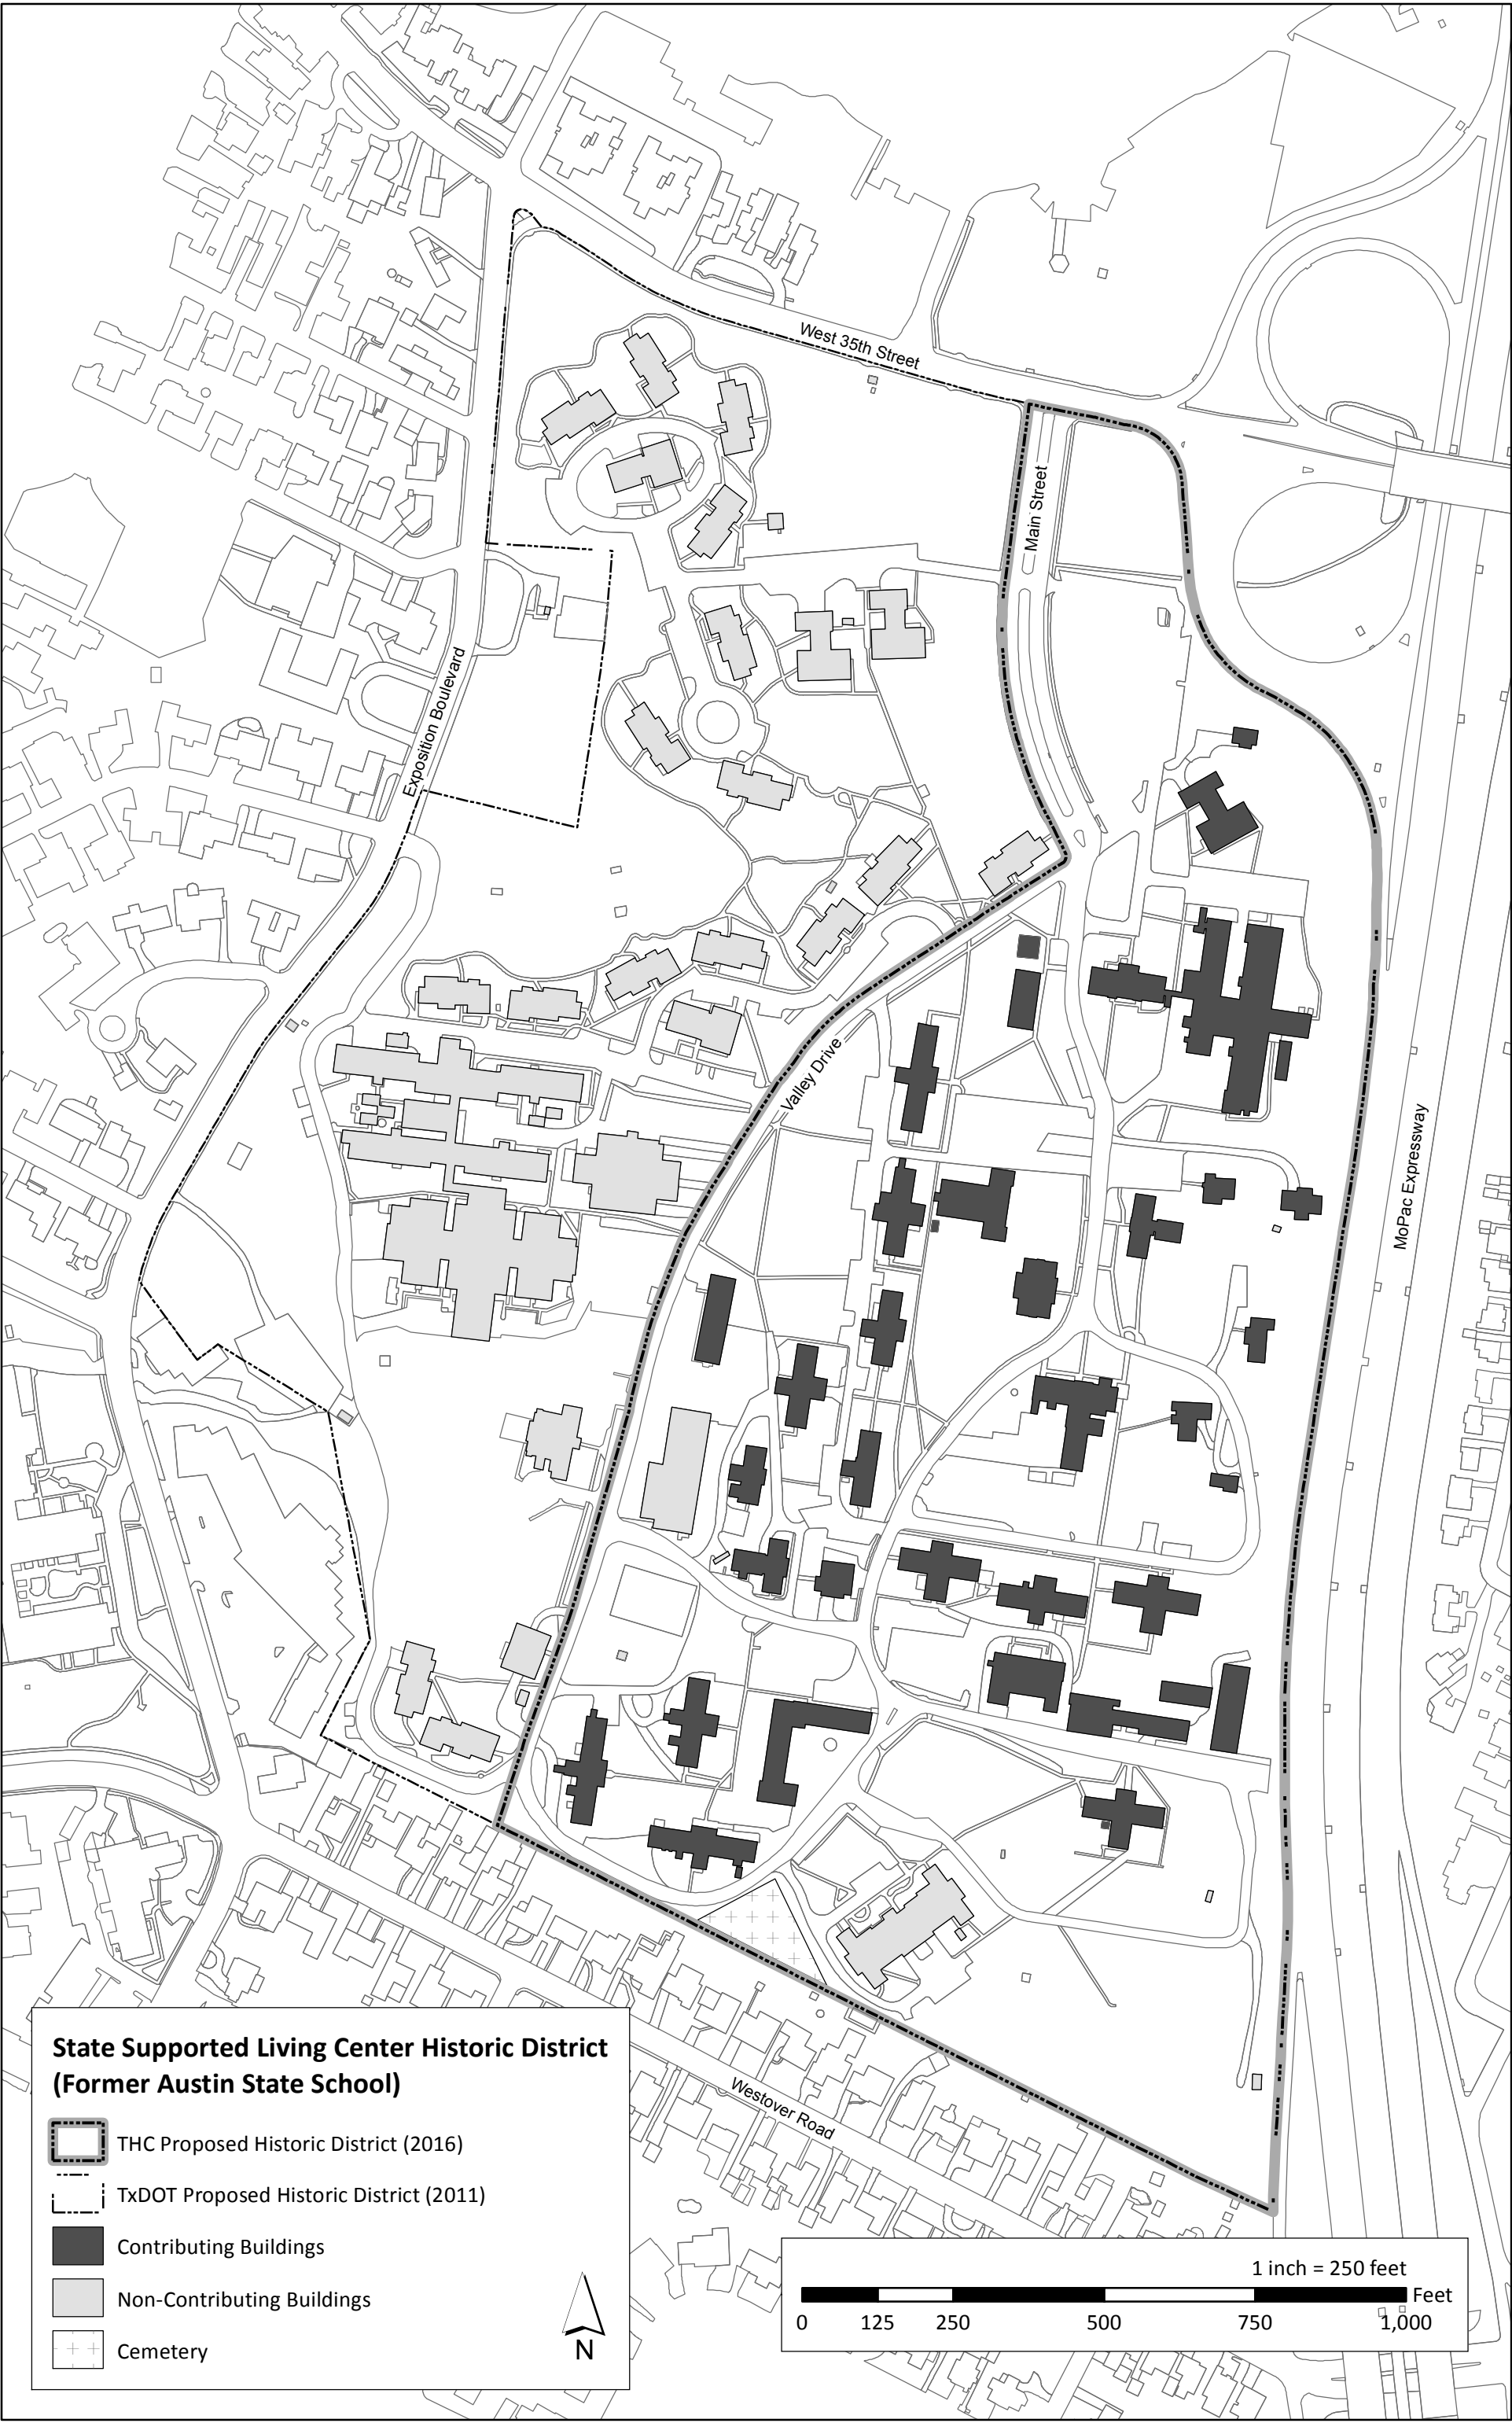 West 35th Street
Main Street
Exposition Boulevard
Valley Drive
MoPac Expressway
Westover Road
State Supported Living Center Historic District
(Former Austin State School)
THC Proposed Historic District (2016)
TxDOT Proposed Historic District (2011)
Contributing Buildings
Non-Contributing Buildings
Cemetery
N
1 inch = 250 feet
Feet
0 125 250 500 750 1,000